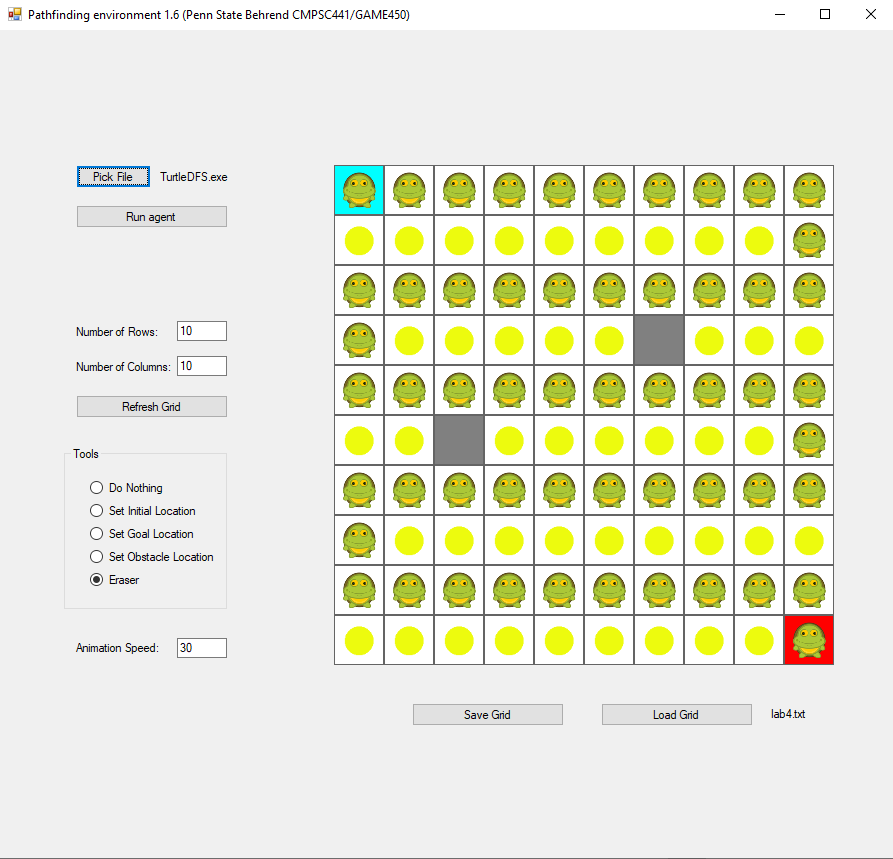 Pathfinding environment 1.6 (Penn State Behrend CMPSC441/GAME450)
Pick File TurtleDFS.exe
Run agent
Number of Rows: 10
Number of Columns: 10
Refresh Grid
Tools
Do Nothing
Set Initial Location
Set Goal Location
Set Obstacle Location
Eraser
Animation Speed: 30
Save Grid Load Grid lab4.txt